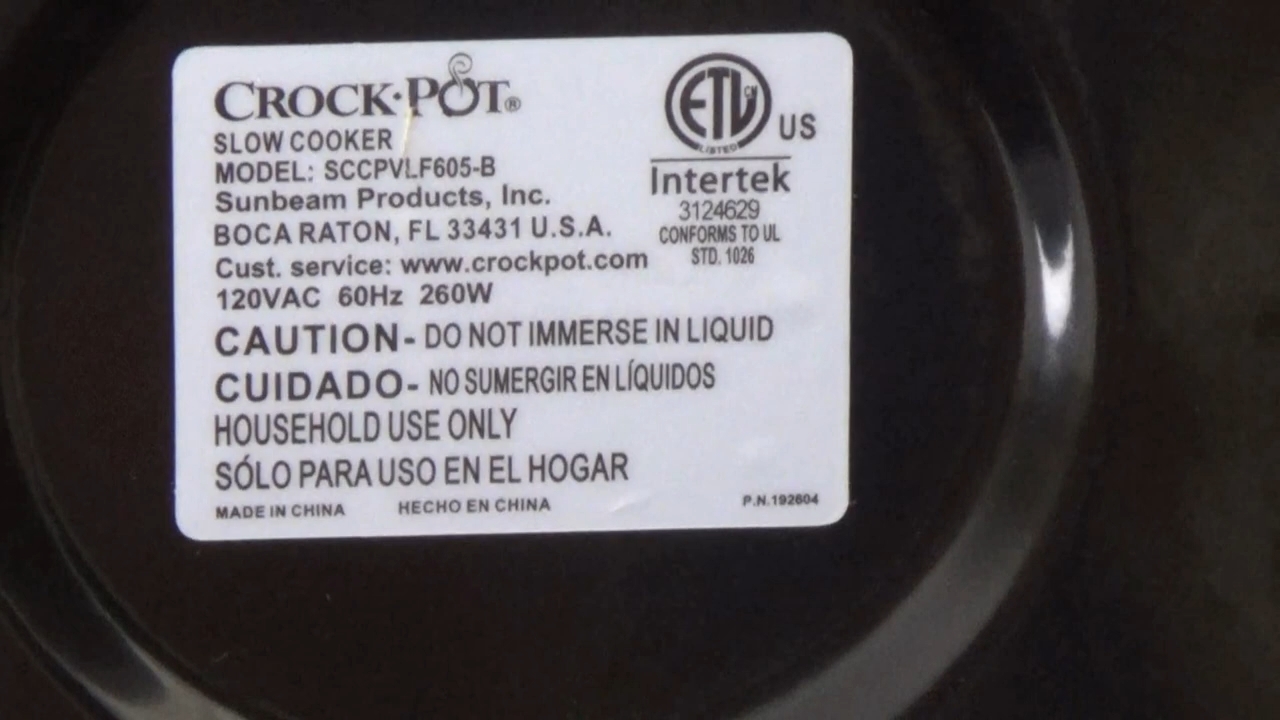 CROCK·POT®
SLOW COOKER
MODEL: SCCPVLF605-B
Sunbeam Products, Inc.
BOCA RATON, FL 33431 U.S.A.
Cust. service: www.crockpot.com
120VAC 60Hz 260W
ETL CM
LISTED
US
Intertek
3124629
CONFORMS TO UL
STD. 1026
CAUTION- DO NOT IMMERSE IN LIQUID
CUIDADO- NO SUMERGIR EN LÍQUIDOS
HOUSEHOLD USE ONLY
SÓLO PARA USO EN EL HOGAR
MADE IN CHINA HECHO EN CHINA P.N.192604